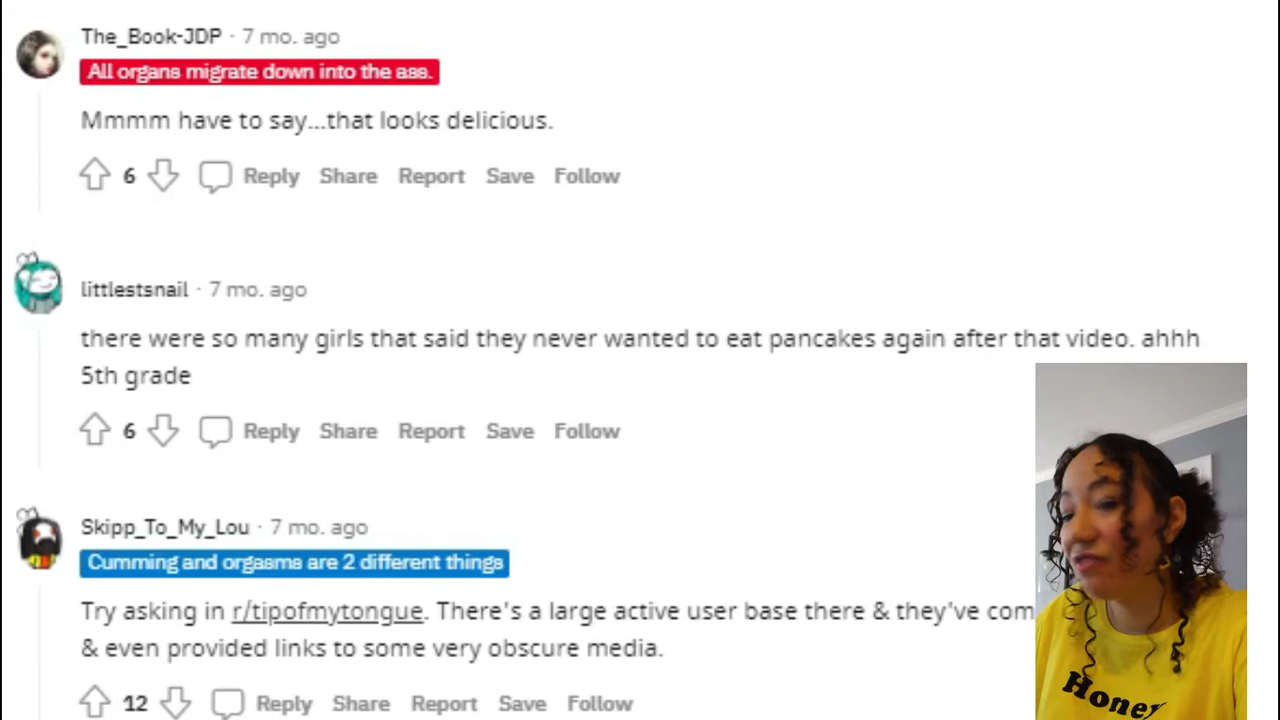 The_Book-JDP · 7 mo. ago
All organs migrate down into the ass.
Mmmm have to say...that looks delicious.
6 Reply Share Report Save Follow
littlestsnail · 7 mo. ago
there were so many girls that said they never wanted to eat pancakes again after that video. ahhh
5th grade
6 Reply Share Report Save Follow
Skipp_To_My_Lou · 7 mo. ago
Cumming and orgasms are 2 different things
Try asking in r/tipofmytongue. There's a large active user base there & they've com
& even provided links to some very obscure media.
12 Reply Share Report Save Follow
Honey